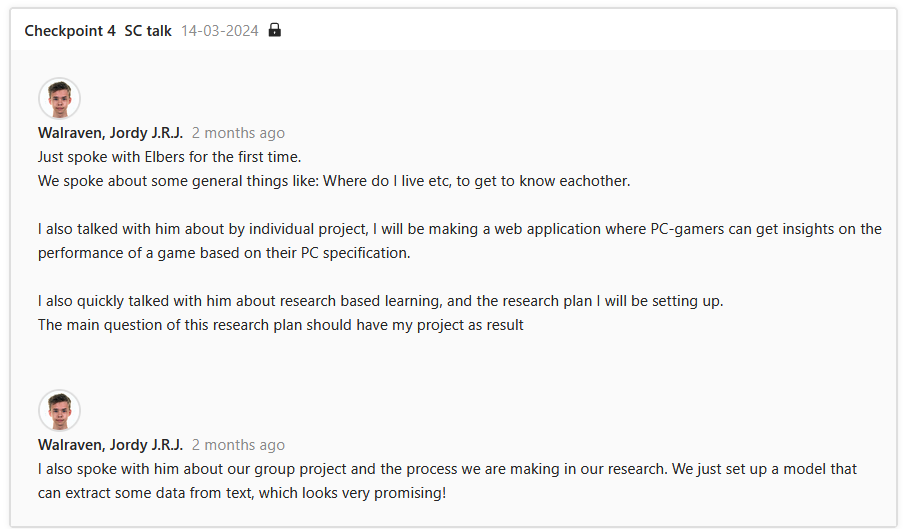 Checkpoint 4 SC talk 14-03-2024
Walraven, Jordy J.R.J. 2 months ago
Just spoke with Elbers for the first time.
We spoke about some general things like: Where do I live etc, to get to know eachother.
I also talked with him about by individual project, I will be making a web application where PC-gamers can get insights on the
performance of a game based on their PC specification.
I also quickly talked with him about research based learning, and the research plan I will be setting up.
The main question of this research plan should have my project as result
Walraven, Jordy J.R.J. 2 months ago
I also spoke with him about our group project and the process we are making in our research. We just set up a model that
can extract some data from text, which looks very promising!